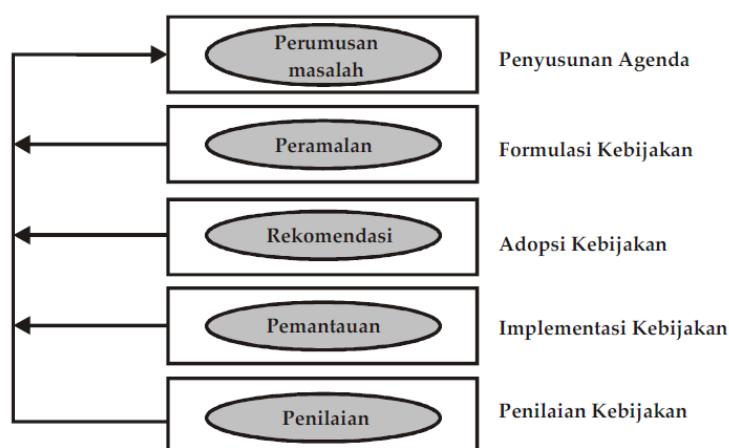 Perumusan
masalah
Penyusunan Agenda
Peramalan
Formulasi Kebijakan
Rekomendasi
Adopsi Kebijakan
Pemantauan
Implementasi Kebijakan
Penilaian
Penilaian Kebijakan